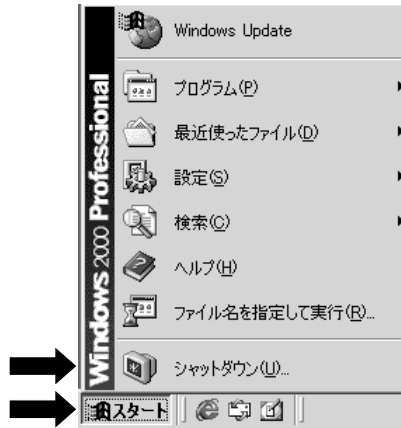 Windows Update
プログラム(P)
最近使ったファイル(D)
設定(S)
検索(C)
ヘルプ(H)
ファイル名を指定して実行(R)...
シャットダウン(U)...
Windows 2000 Professional
スタート